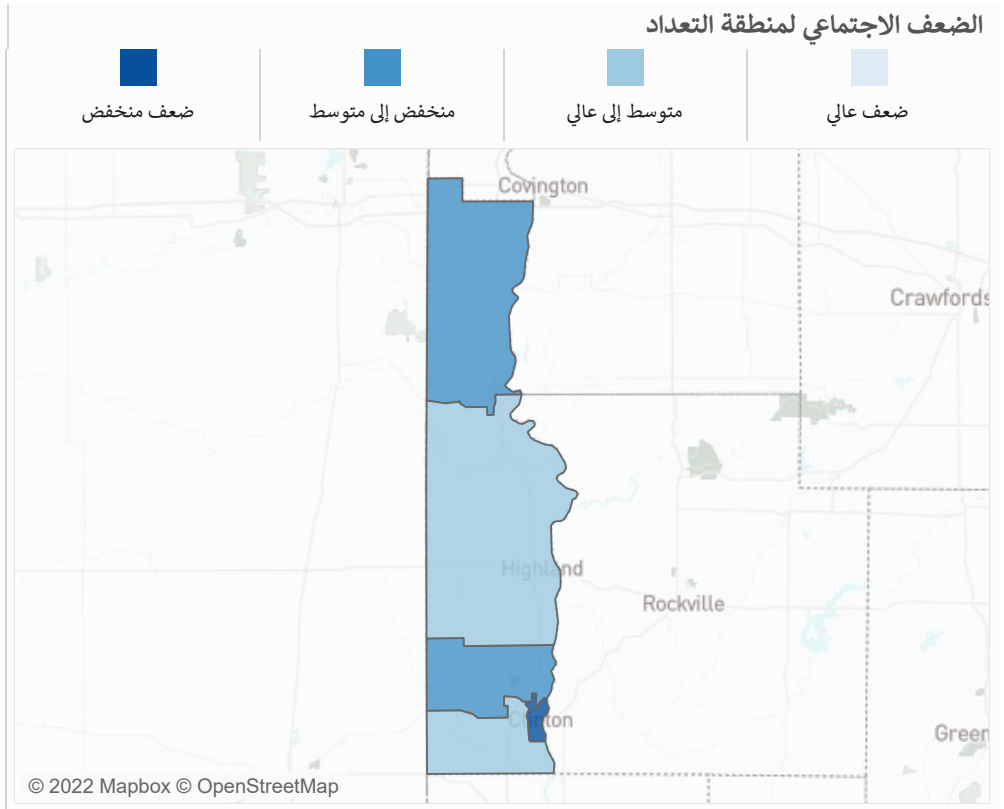 الضعف الاجتماعي لمنطقة التعداد
ضعف عالي
متوسط إلى عالي
منخفض إلى متوسط
ضعف منخفض
Covington
Crawfords
Highland
Rockville
Clinton
Green
© 2022 Mapbox © OpenStreetMap